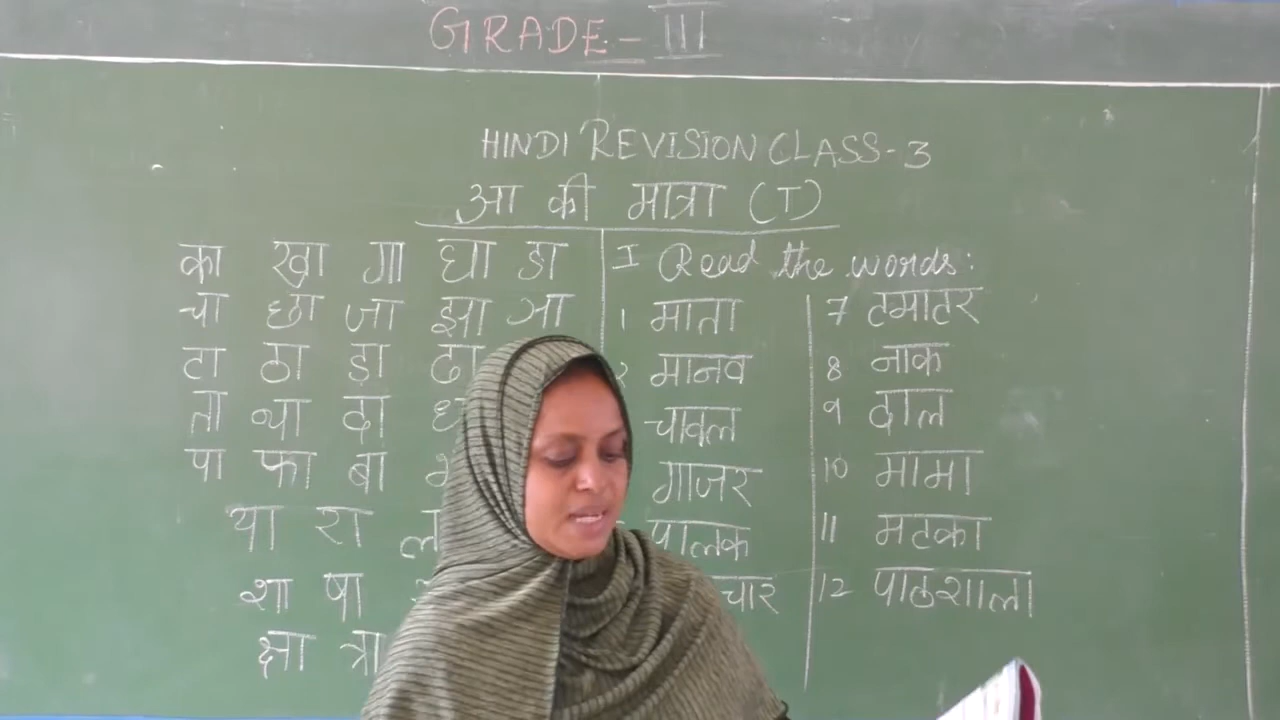 GRADE - III
HINDI REVISION CLASS - 3
आ की मात्रा (ा)
का खा गा घा ङा
चा छा जा झा ञा
टा ठा ड़ा ढा
ता था दा
पा फा बा
या रा
शा षा
क्षा त्रा
I Read the words:
1 माता
2 मानव
चावल
गाजर
पालक
चार
7 टमाटर
8 नाक
9 दाल
10 मामा
11 मटका
12 पाठशाला